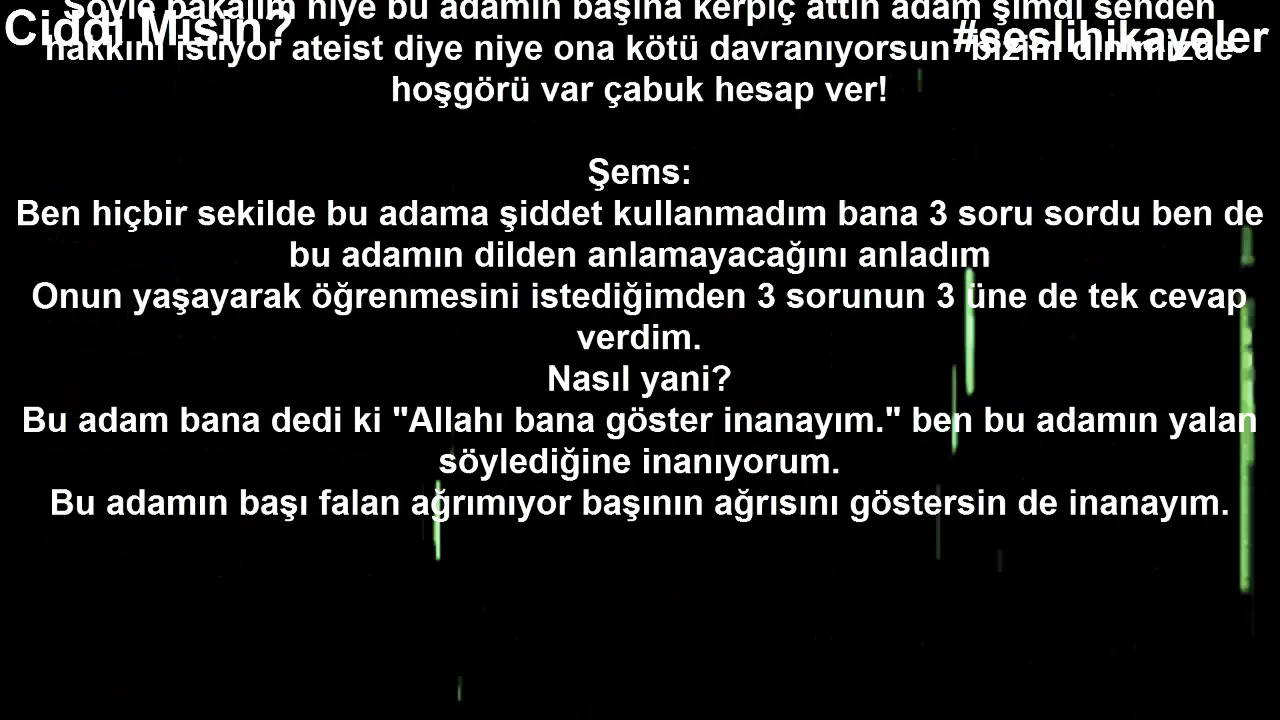 Söyle bakalım niye bu adamın başına kerpiç attın adam şimdi senden
Ciddi Misin?
#seslihikayeler
hakkını istiyor ateist diye niye ona kötü davranıyorsun bizim dinimizde
hoşgörü var çabuk hesap ver!
Şems:
Ben hiçbir sekilde bu adama şiddet kullanmadım bana 3 soru sordu ben de
bu adamın dilden anlamayacağını anladım
Onun yaşayarak öğrenmesini istediğimden 3 sorunun 3 üne de tek cevap
verdim.
Nasıl yani?
Bu adam bana dedi ki "Allahı bana göster inanayım." ben bu adamın yalan
söylediğine inanıyorum.
Bu adamın başı falan ağrımıyor başının ağrısını göstersin de inanayım.